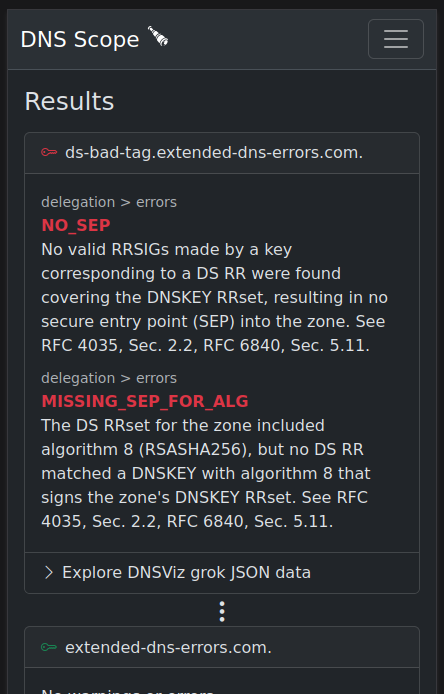 DNS Scope
Results
ds-bad-tag.extended-dns-errors.com.
delegation > errors
NO_SEP
No valid RRSIGs made by a key
corresponding to a DS RR were found
covering the DNSKEY RRset, resulting in no
secure entry point (SEP) into the zone. See
RFC 4035, Sec. 2.2, RFC 6840, Sec. 5.11.
delegation > errors
MISSING_SEP_FOR_ALG
The DS RRset for the zone included
algorithm 8 (RSASHA256), but no DS RR
matched a DNSKEY with algorithm 8 that
signs the zone's DNSKEY RRset. See RFC
4035, Sec. 2.2, RFC 6840, Sec. 5.11.
Explore DNSViz grok JSON data
extended-dns-errors.com.
No warnings or errors